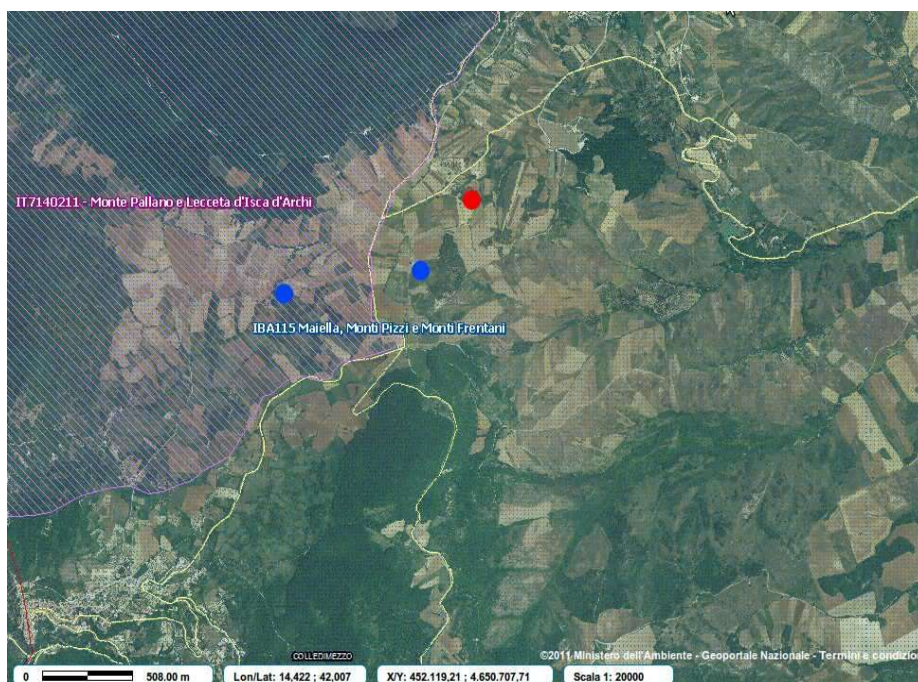 IT7140211 - Monte Pallano e Lecceta d'Isca d'Archi
IBA115 Maiella, Monti Pizzi e Monti Frentani
COLLEDIMEZZO
©2011 Ministero dell'Ambiente - Geoportale Nazionale - Termini e condizion
0 508.00 m Lon/Lat: 14,422 ; 42,007 X/Y: 452.119,21 ; 4.650.707,71 Scala 1: 20000